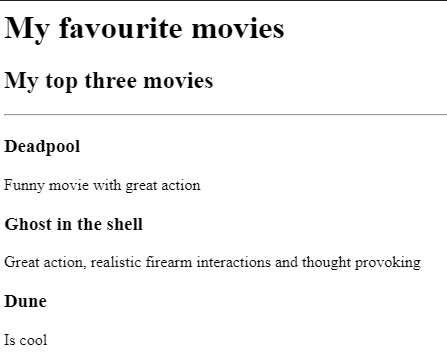 My favourite movies
My top three movies
Deadpool
Funny movie with great action
Ghost in the shell
Great action, realistic firearm interactions and thought provoking
Dune
Is cool